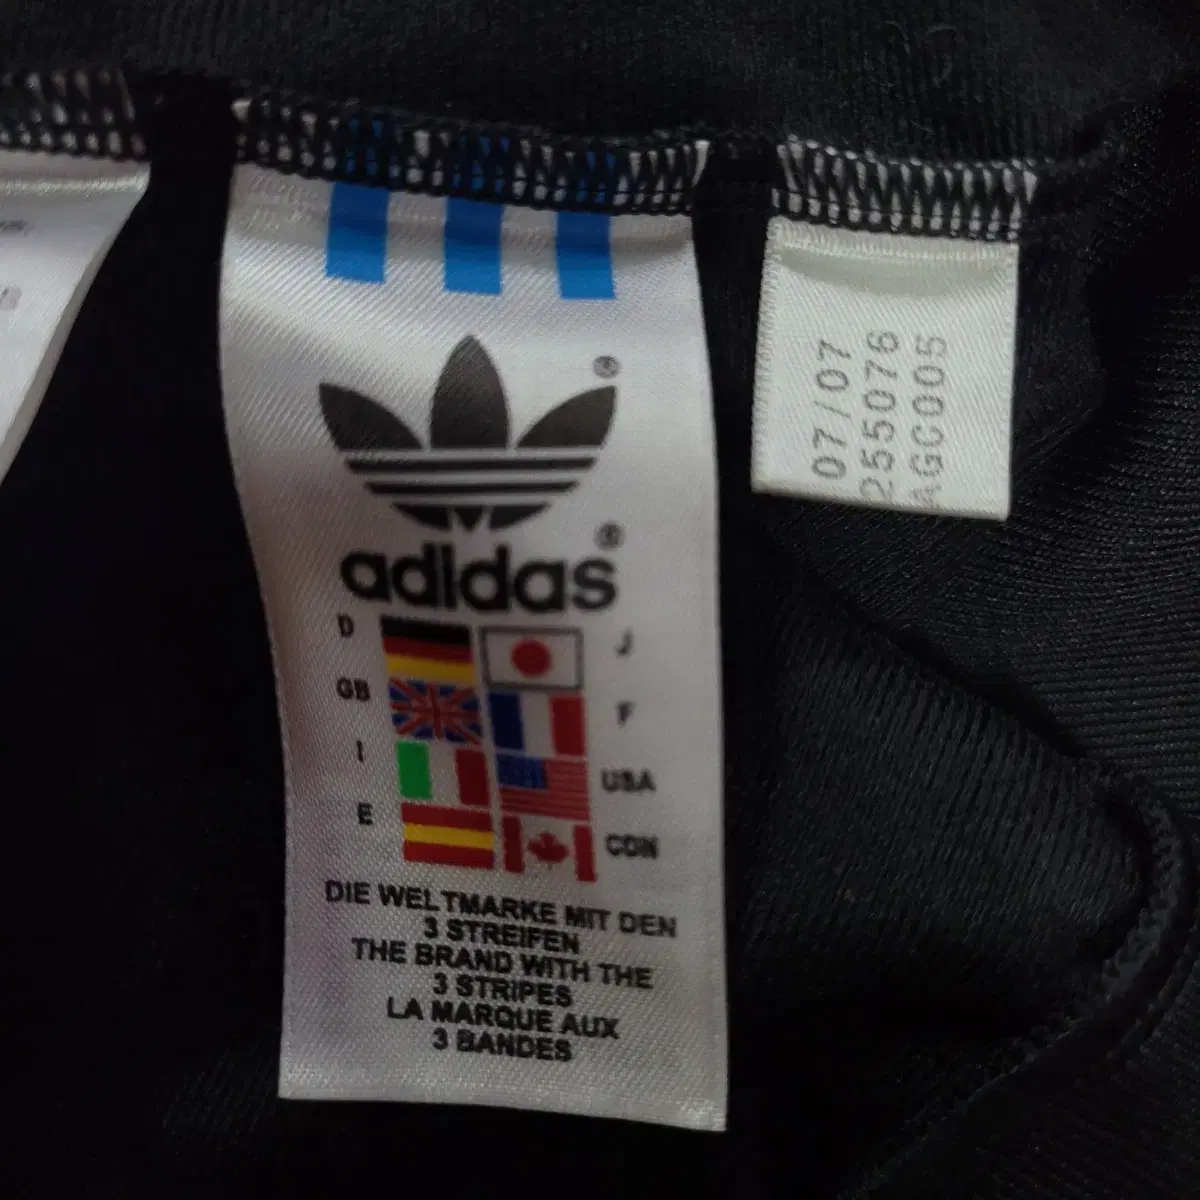 adidas
D
J
GB
F
I
USA
E
CDN
DIE WELTMARKE MIT DEN
3 STREIFEN
THE BRAND WITH THE
3 STRIPES
LA MARQUE AUX
3 BANDES
07/07
255076
AGC005